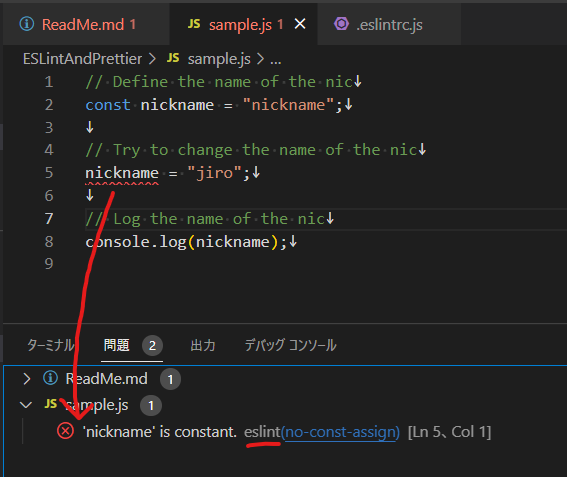 ReadMe.md 1
JS sample.js 1
.eslintrc.js
ESLintAndPrettier > JS sample.js > ...
1 // Define the name of the nic↓
2 const nickname = "nickname";↓
3 ↓
4 // Try to change the name of the nic↓
5 nickname = "jiro";↓
6 ↓
7 // Log the name of the nic↓
8 console.log(nickname);↓
9
ターミナル 問題 2 出力 デバッグ コンソール
ReadMe.md 1
JS sample.js 1
'nickname' is constant. eslint(no-const-assign) [Ln 5、Col 1]